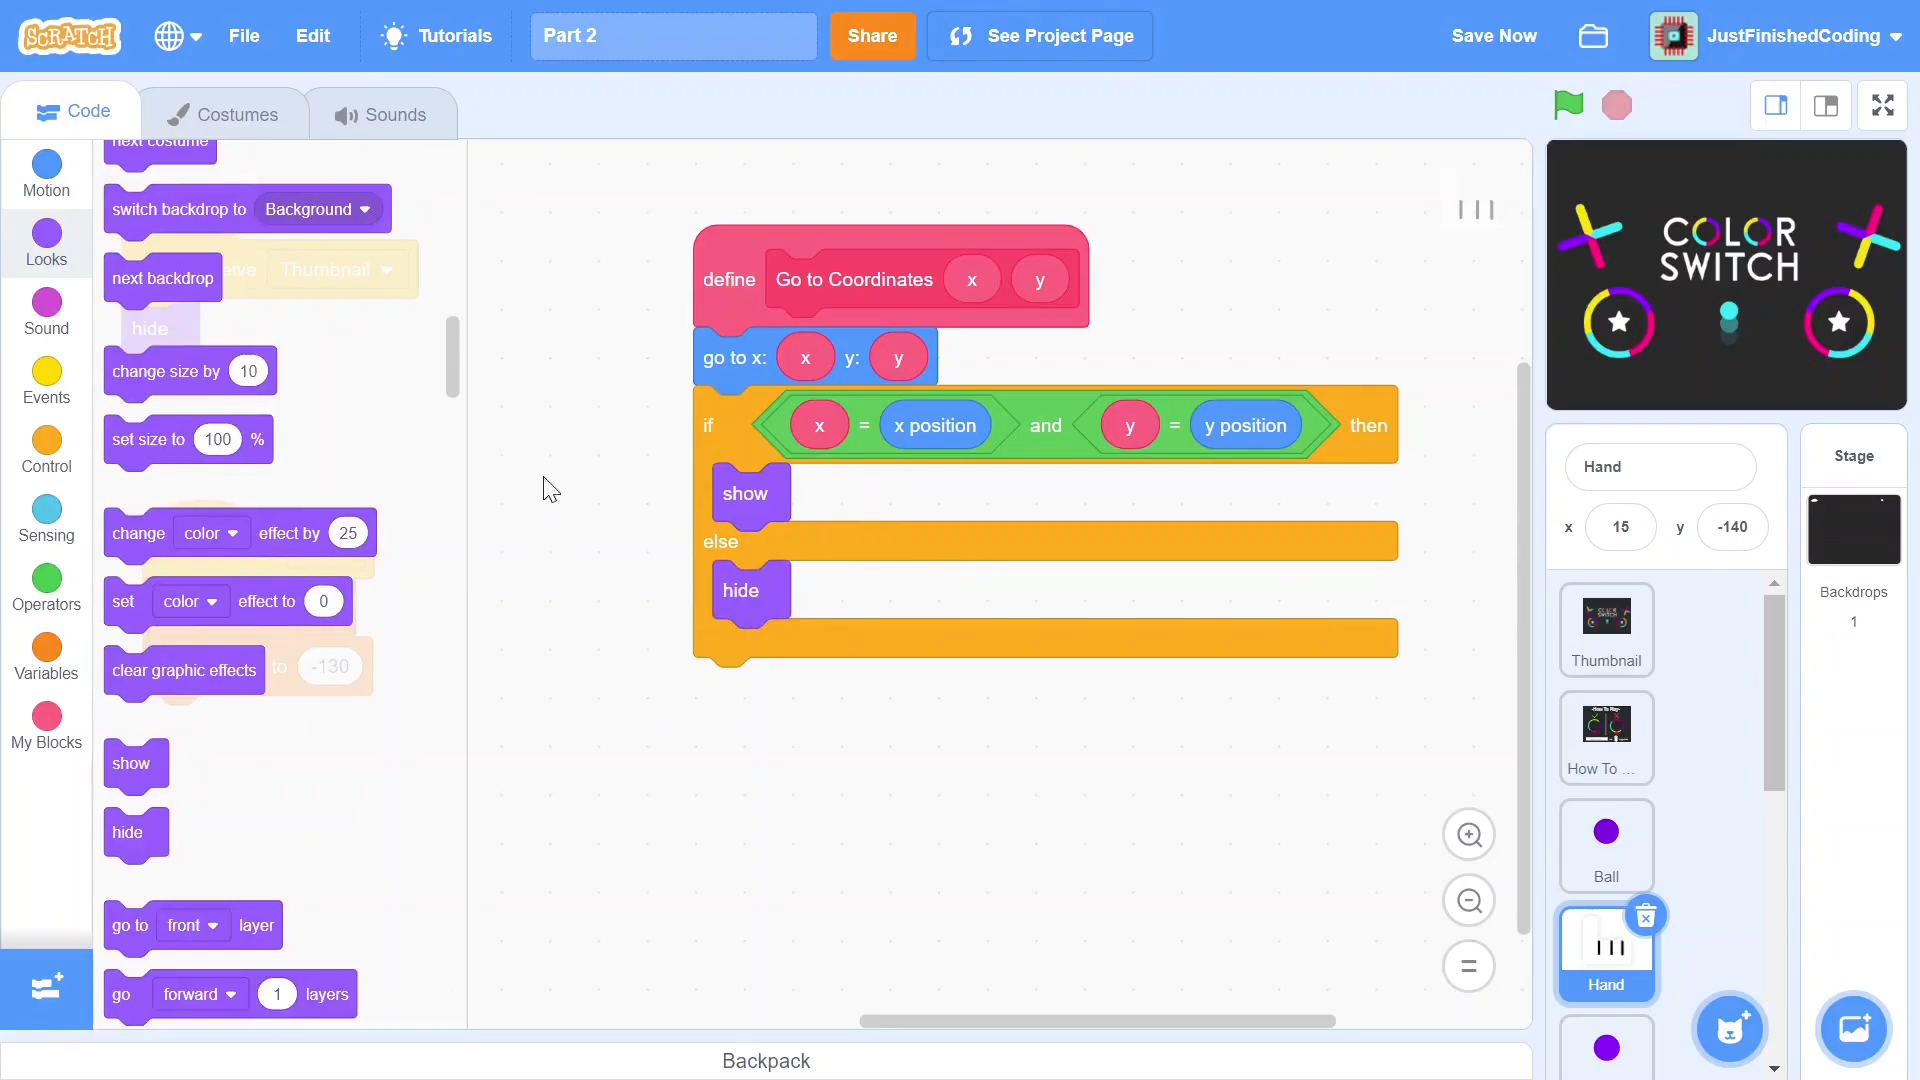 SCRATCH
File
Edit
Tutorials
Part 2
Share
See Project Page
Save Now
JustFinishedCoding
Code
Costumes
Sounds
Motion
Looks
Sound
Events
Control
Sensing
Operators
Variables
My Blocks
next costume
switch backdrop to Background
Thumbnail
next backdrop
hide
change size by 10
set size to 100 %
change color effect by 25
set color effect to 0
clear graphic effects
to -130
show
hide
go to front layer
go forward 1 layers
define Go to Coordinates x y
go to x: x y: y
if x = x position and y = y position then
show
else
hide
Backpack
COLOR
SWITCH
Hand
x 15 y -140
Thumbnail
How To ...
Ball
Hand
Stage
Backdrops
1